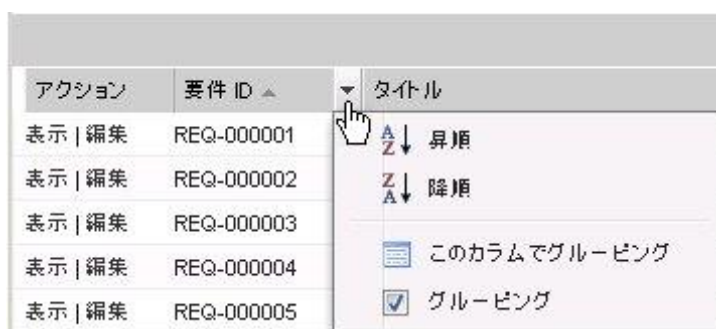 アクション 要件 ID タイトル
表示 | 編集 REQ-000001
表示 | 編集 REQ-000002
表示 | 編集 REQ-000003
表示 | 編集 REQ-000004
表示 | 編集 REQ-000005
昇順
降順
このカラムでグルーピング
グルーピング